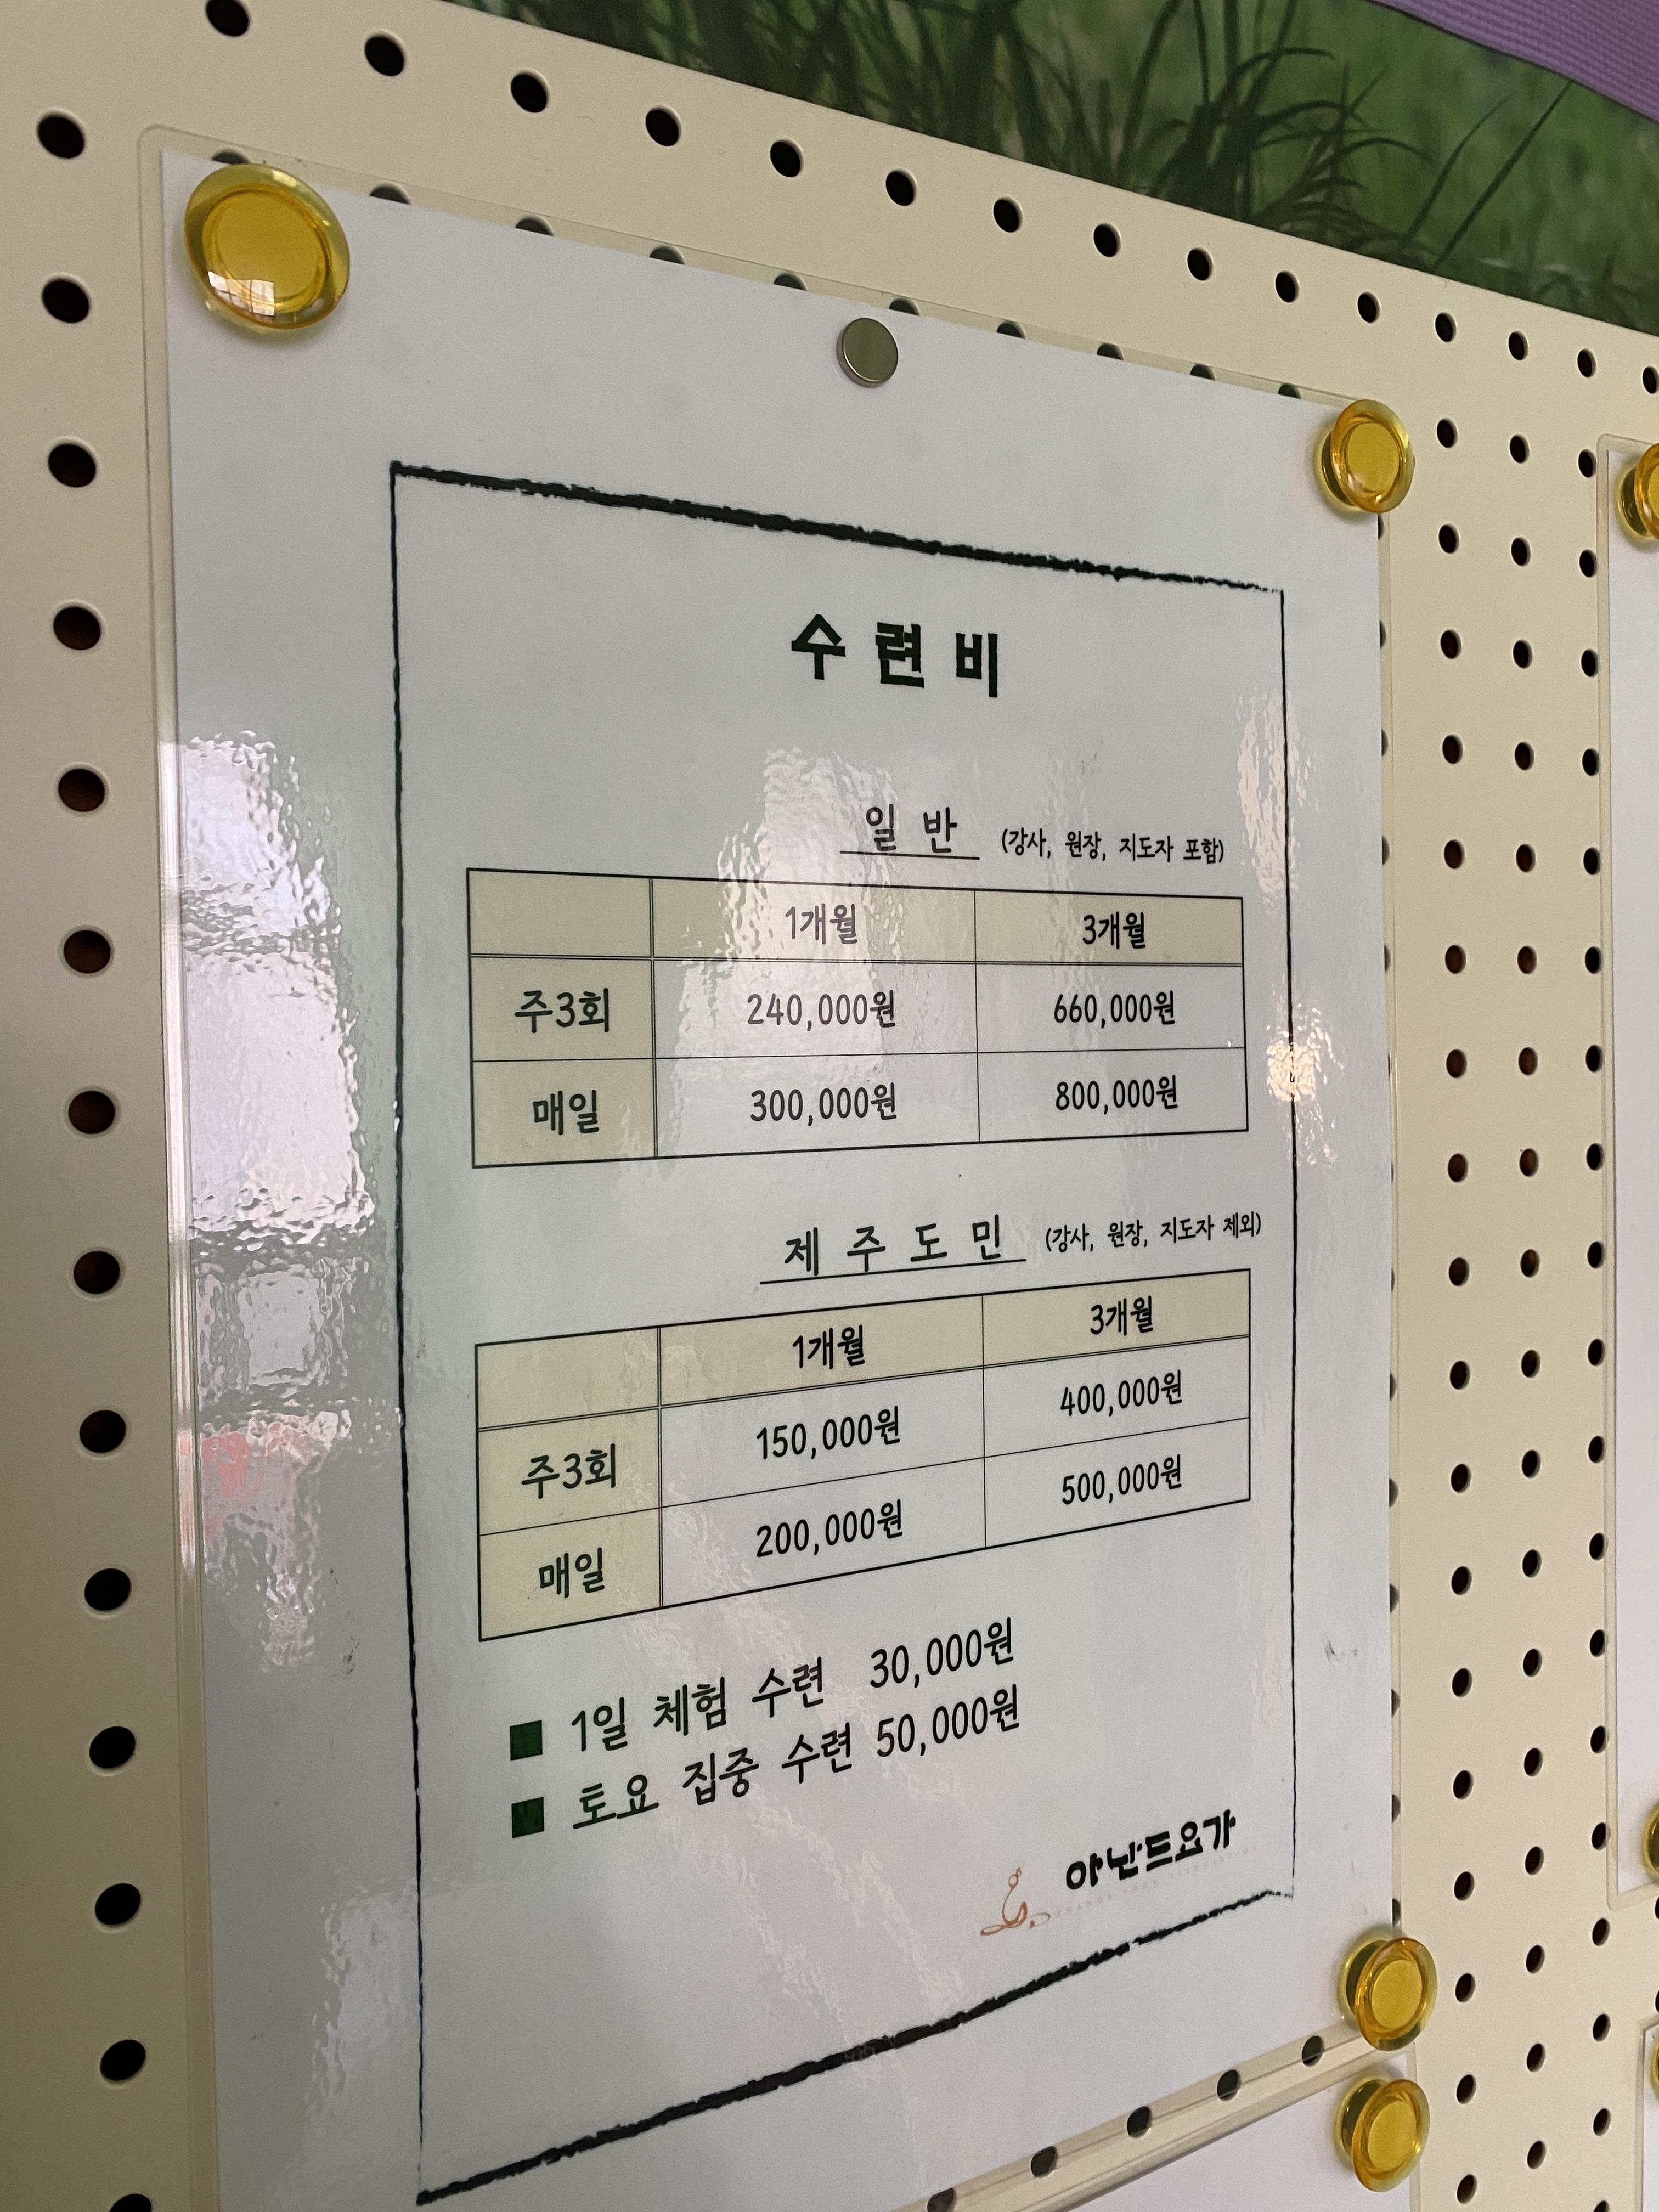 수련비
일 반 (강사, 원장, 지도자 포함)
1개월 3개월
주3회 240,000원 660,000원
매일 300,000원 800,000원
제 주 도 민 (강사, 원장, 지도자 제외)
1개월 3개월
주3회 150,000원 400,000원
매일 200,000원 500,000원
■ 1일 체험 수련 30,000원
■ 토요 집중 수련 50,000원
아난드요가